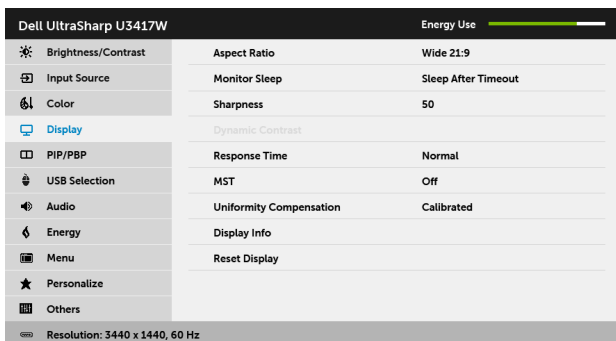 Dell UltraSharp U3417W Energy Use
Brightness/Contrast Aspect Ratio Wide 21:9
Input Source Monitor Sleep Sleep After Timeout
Color Sharpness 50
Display Dynamic Contrast
PIP/PBP Response Time Normal
USB Selection MST Off
Audio Uniformity Compensation Calibrated
Energy Display Info
Menu Reset Display
Personalize
Others
Resolution: 3440 x 1440, 60 Hz